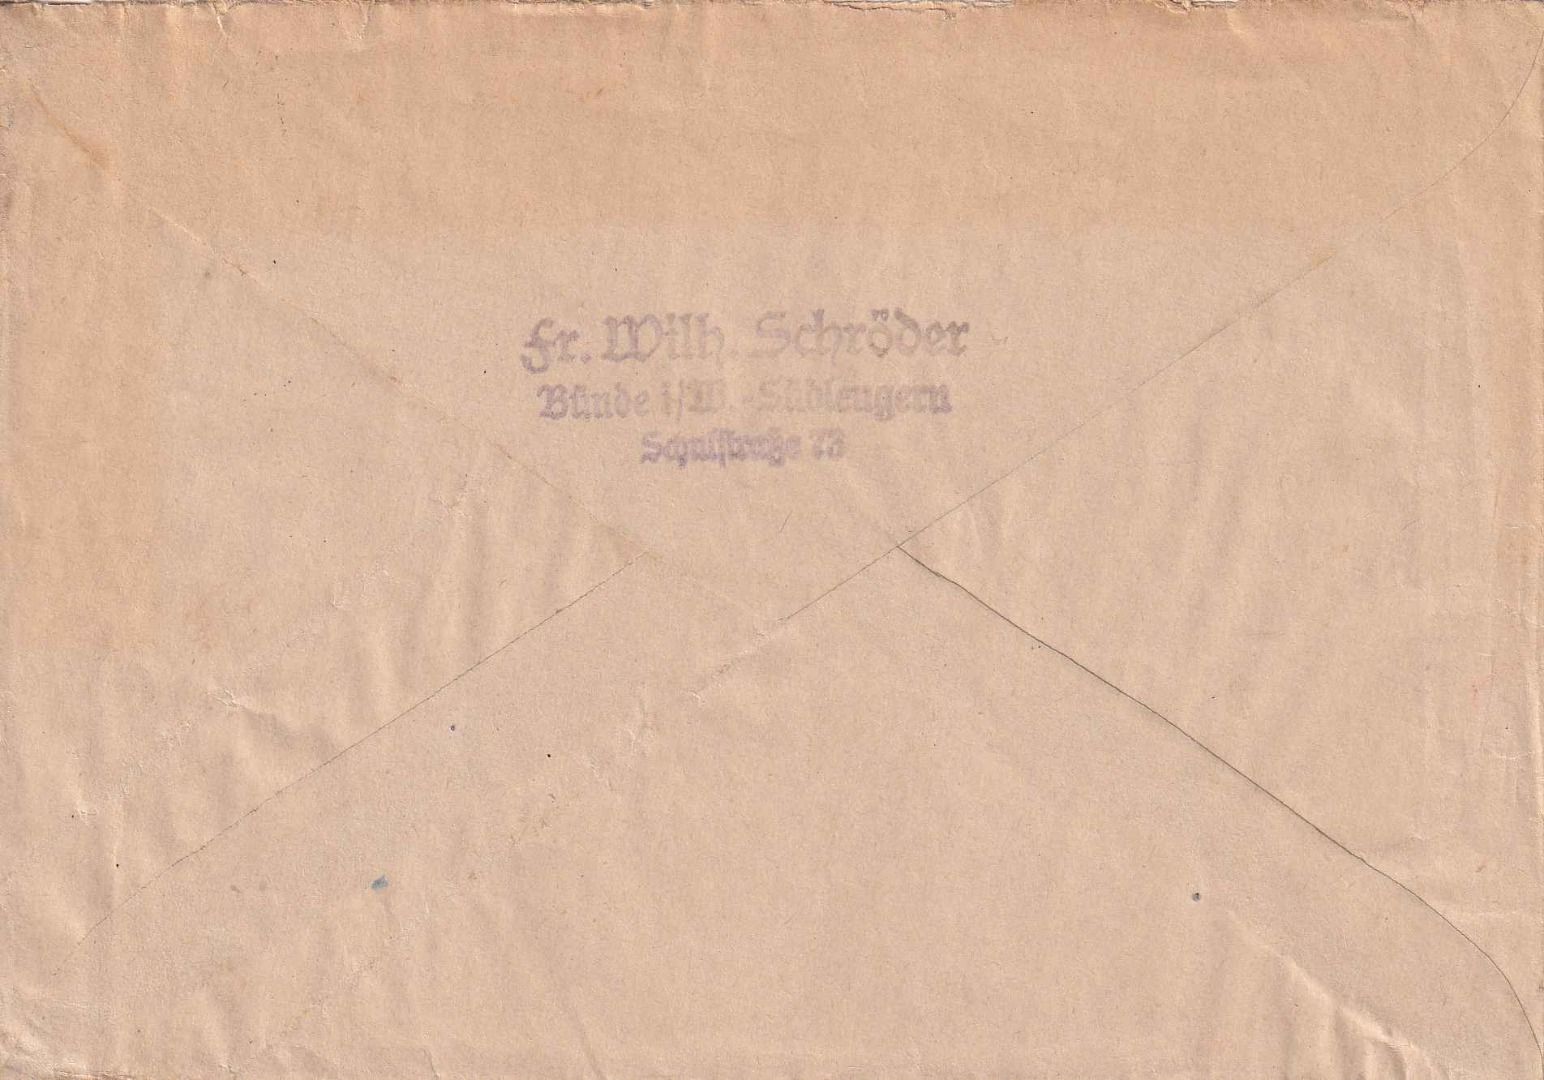 Fr. Wilh. Schröder
Bünde i/W.-Südlengern
Schulstraße 73